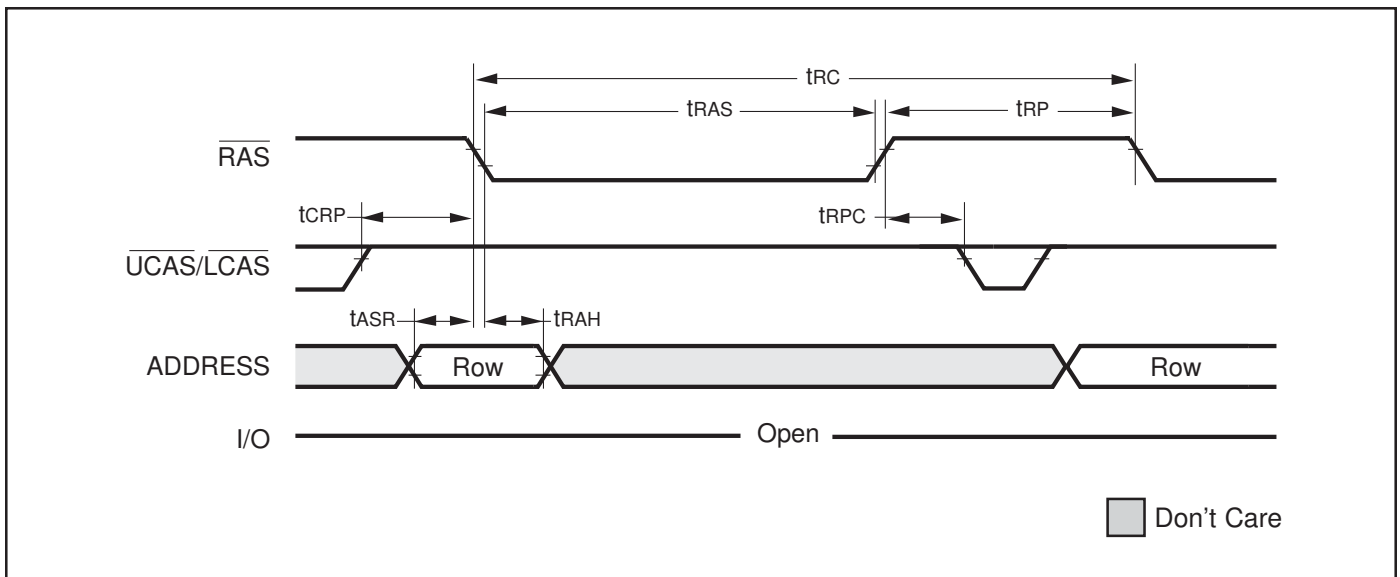 tRC
tRAS
tRP
RAS
tCRP
tRPC
UCAS/LCAS
tASR
tRAH
ADDRESS
Row
Row
I/O
Open
Don't Care